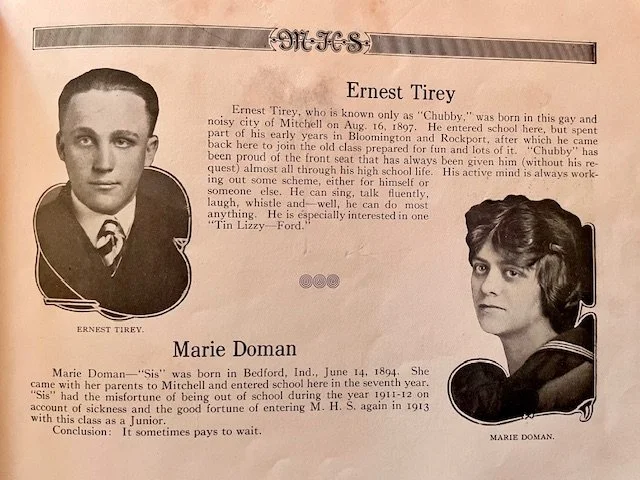 M·H·S
Ernest Tirey
Ernest Tirey, who is known only as "Chubby," was born in this gay and
noisy city of Mitchell on Aug. 16, 1897. He entered school here, but spent
part of his early years in Bloomington and Rockport, after which he came
back here to join the old class prepared for fun and lots of it. "Chubby" has
been proud of the front seat that has always been given him (without his re-
quest) almost all through his high school life. His active mind is always work-
ing out some scheme, either for himself or
someone else. He can sing, talk fluently,
laugh, whistle and—well, he can do most
anything. He is especially interested in one
"Tin Lizzy—Ford."
ERNEST TIREY.
Marie Doman
Marie Doman—"Sis" was born in Bedford, Ind., June 14, 1894. She
came with her parents to Mitchell and entered school here in the seventh year.
"Sis" had the misfortune of being out of school during the year 1911-12 on
account of sickness and the good fortune of entering M. H. S. again in 1913
with this class as a Junior.
Conclusion: It sometimes pays to wait.
MARIE DOMAN.